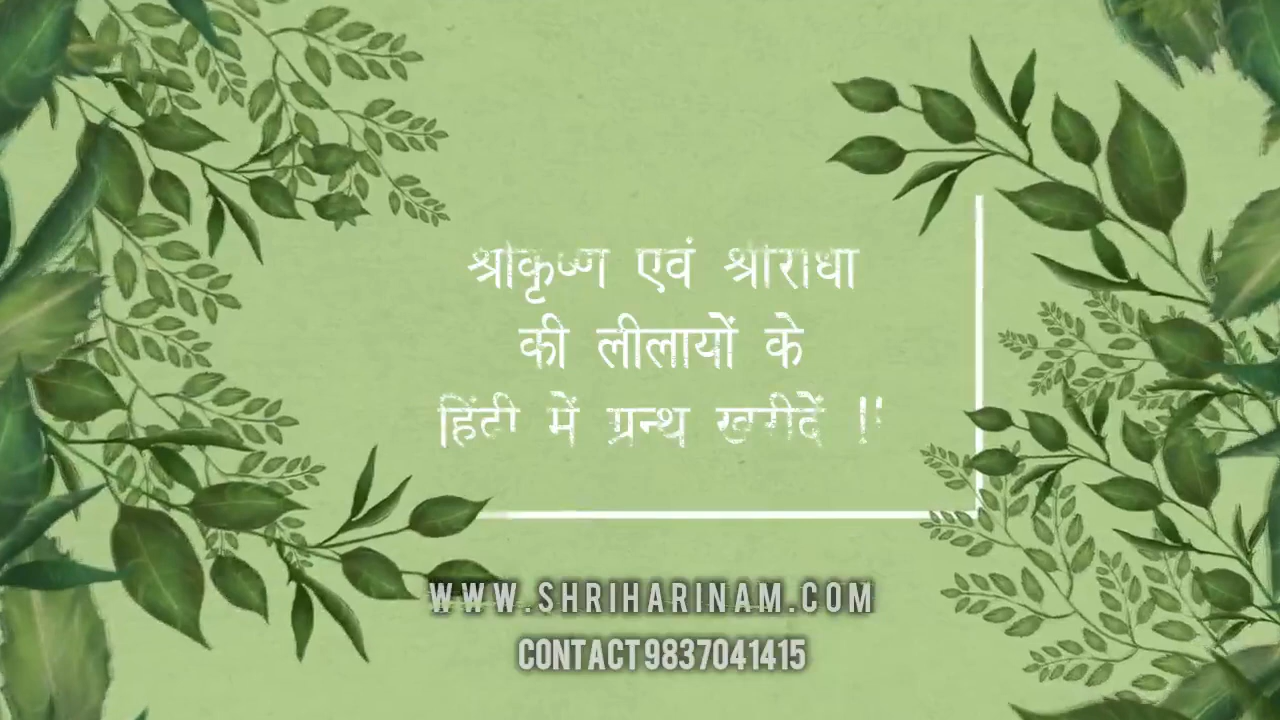 श्रीकृष्ण एवं श्रीराधा
की लीलायों के
हिंदी में ग्रन्थ खरीदें !!
WWW.SHRIHARINAM.COM
CONTACT 9837041415